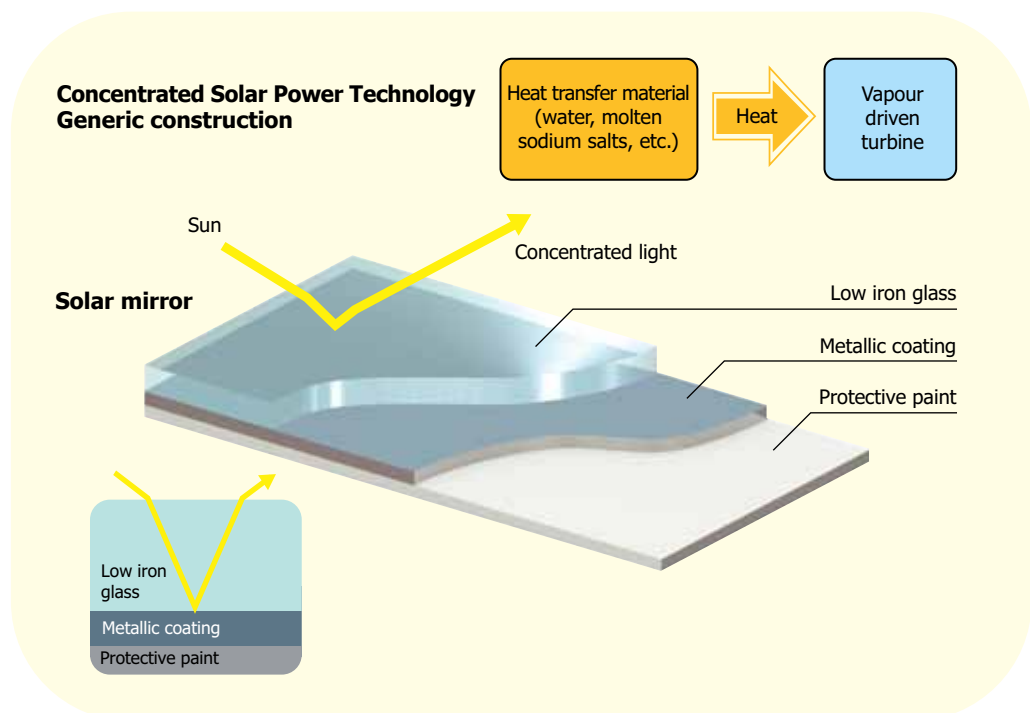 Concentrated Solar Power Technology
Generic construction
Heat transfer material
(water, molten
sodium salts, etc.)
Heat
Vapour
driven
turbine
Sun
Concentrated light
Solar mirror
Low iron glass
Metallic coating
Protective paint
Low iron
glass
Metallic coating
Protective paint